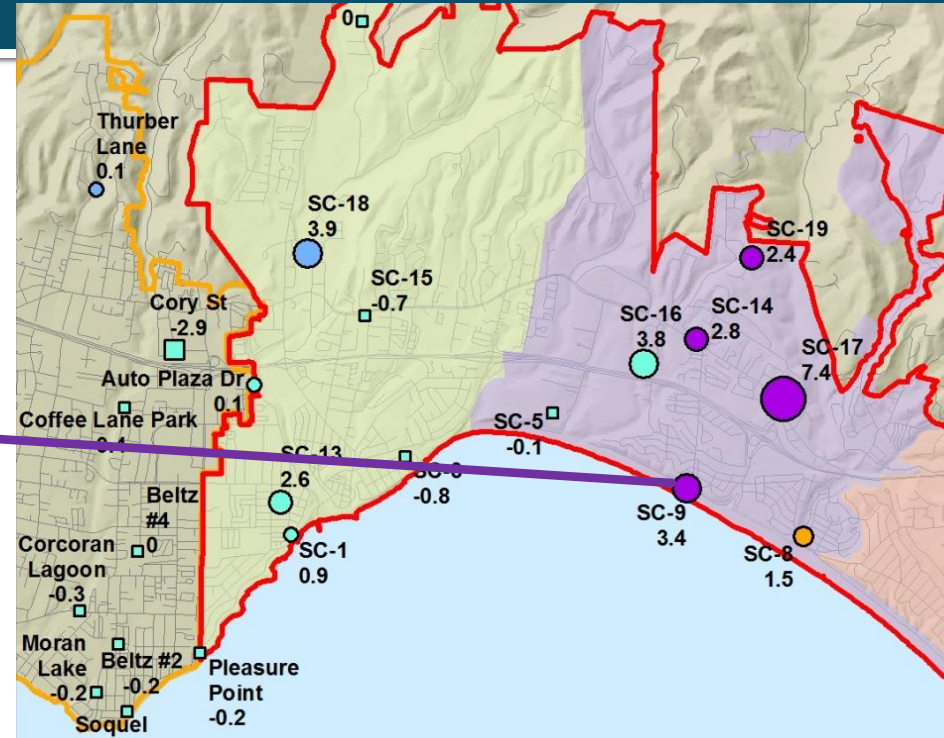 0
Thurber
Lane
0.1
SC-18
3.9
SC-15
-0.7
SC-19
2.4
Cory St
-2.9
SC-16
3.8
SC-14
2.8
SC-17
7.4
Auto Plaza Dr
0.1
Coffee Lane Park
SC-5
-0.1
SC-13
2.6
-0.8
Beltz
#4
0
SC-9
3.4
Corcoran
Lagoon
-0.3
SC-1
0.9
SC-8
1.5
Moran
Lake
-0.2
Beltz #2
-0.2
Pleasure
Point
-0.2
Soquel